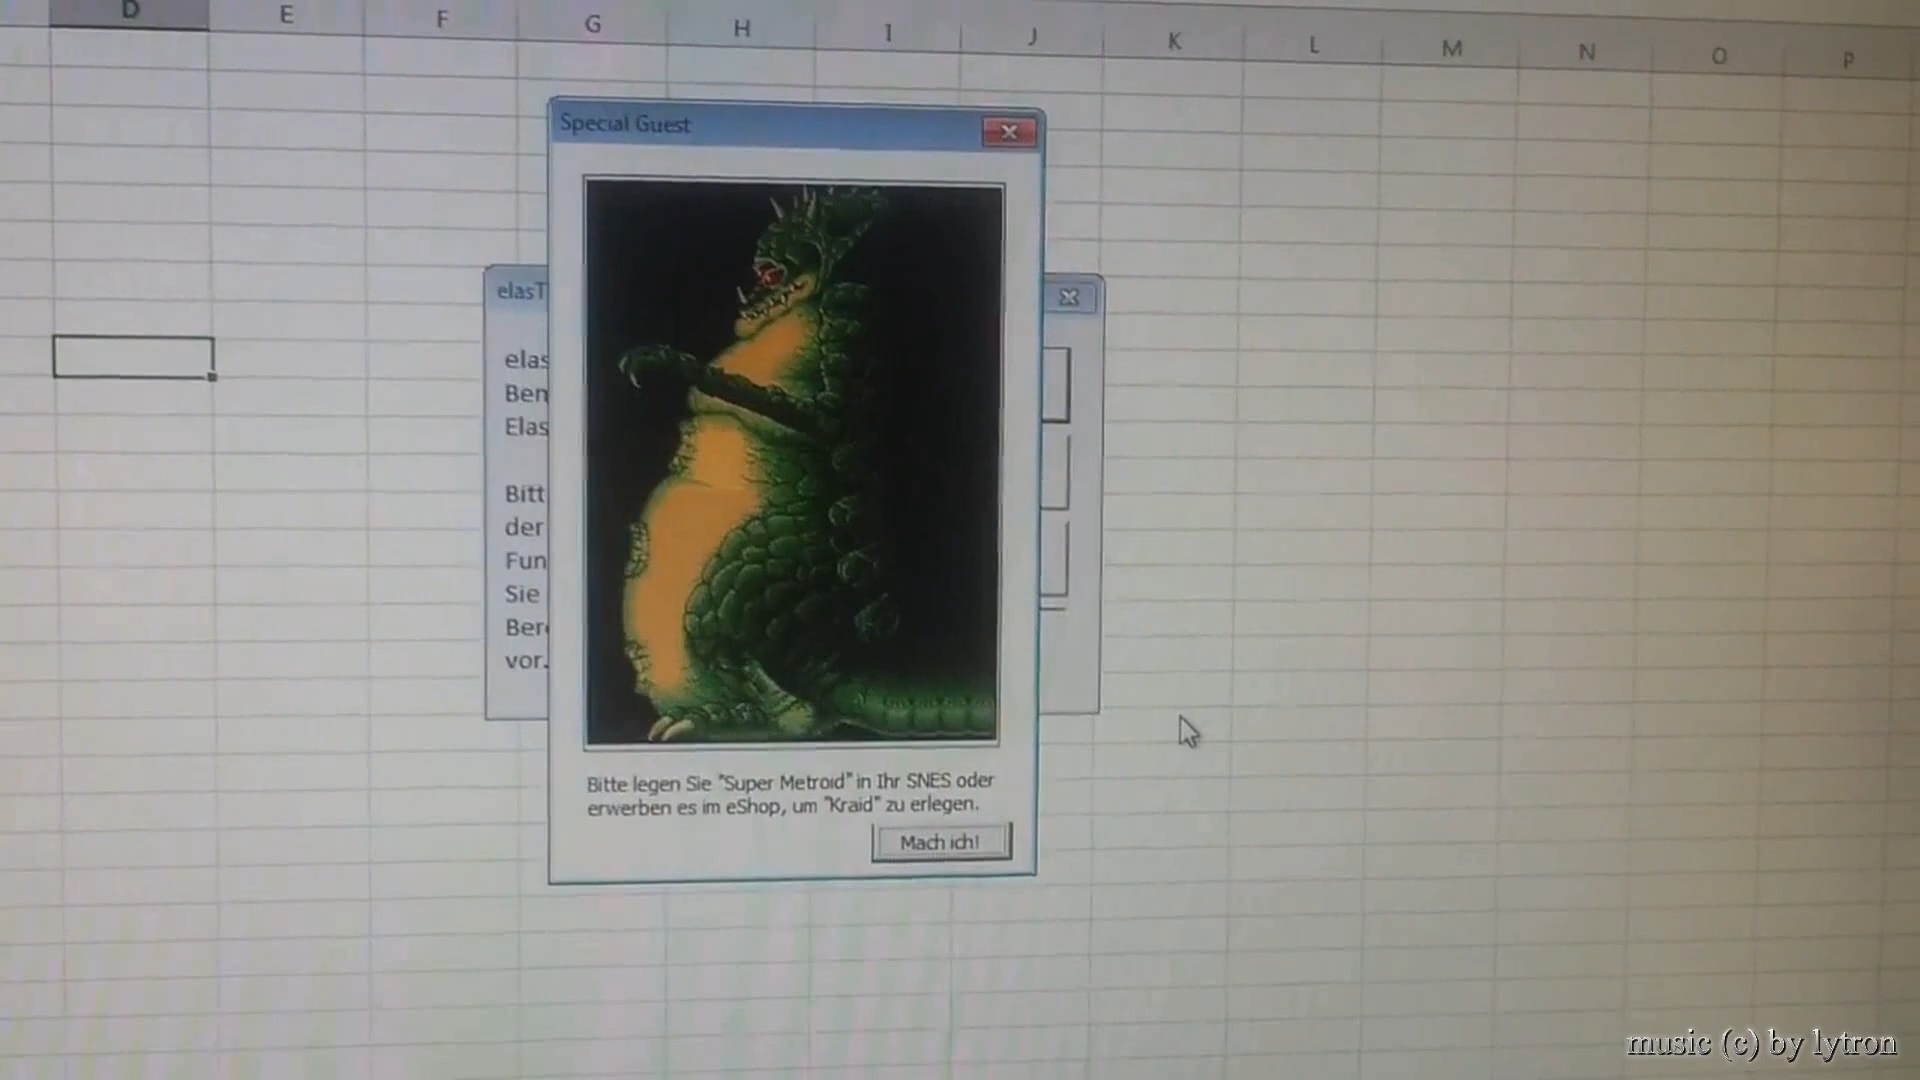 D E F G H I J K L M N O P
Special Guest
elasT
elas
Ben
Elas
Bitt
der
Fun
Sie
Bere
vor.
Bitte legen Sie "Super Metroid" in Ihr SNES oder
erwerben es im eShop, um "Kraid" zu erlegen.
Mach ich!
music (c) by lytron